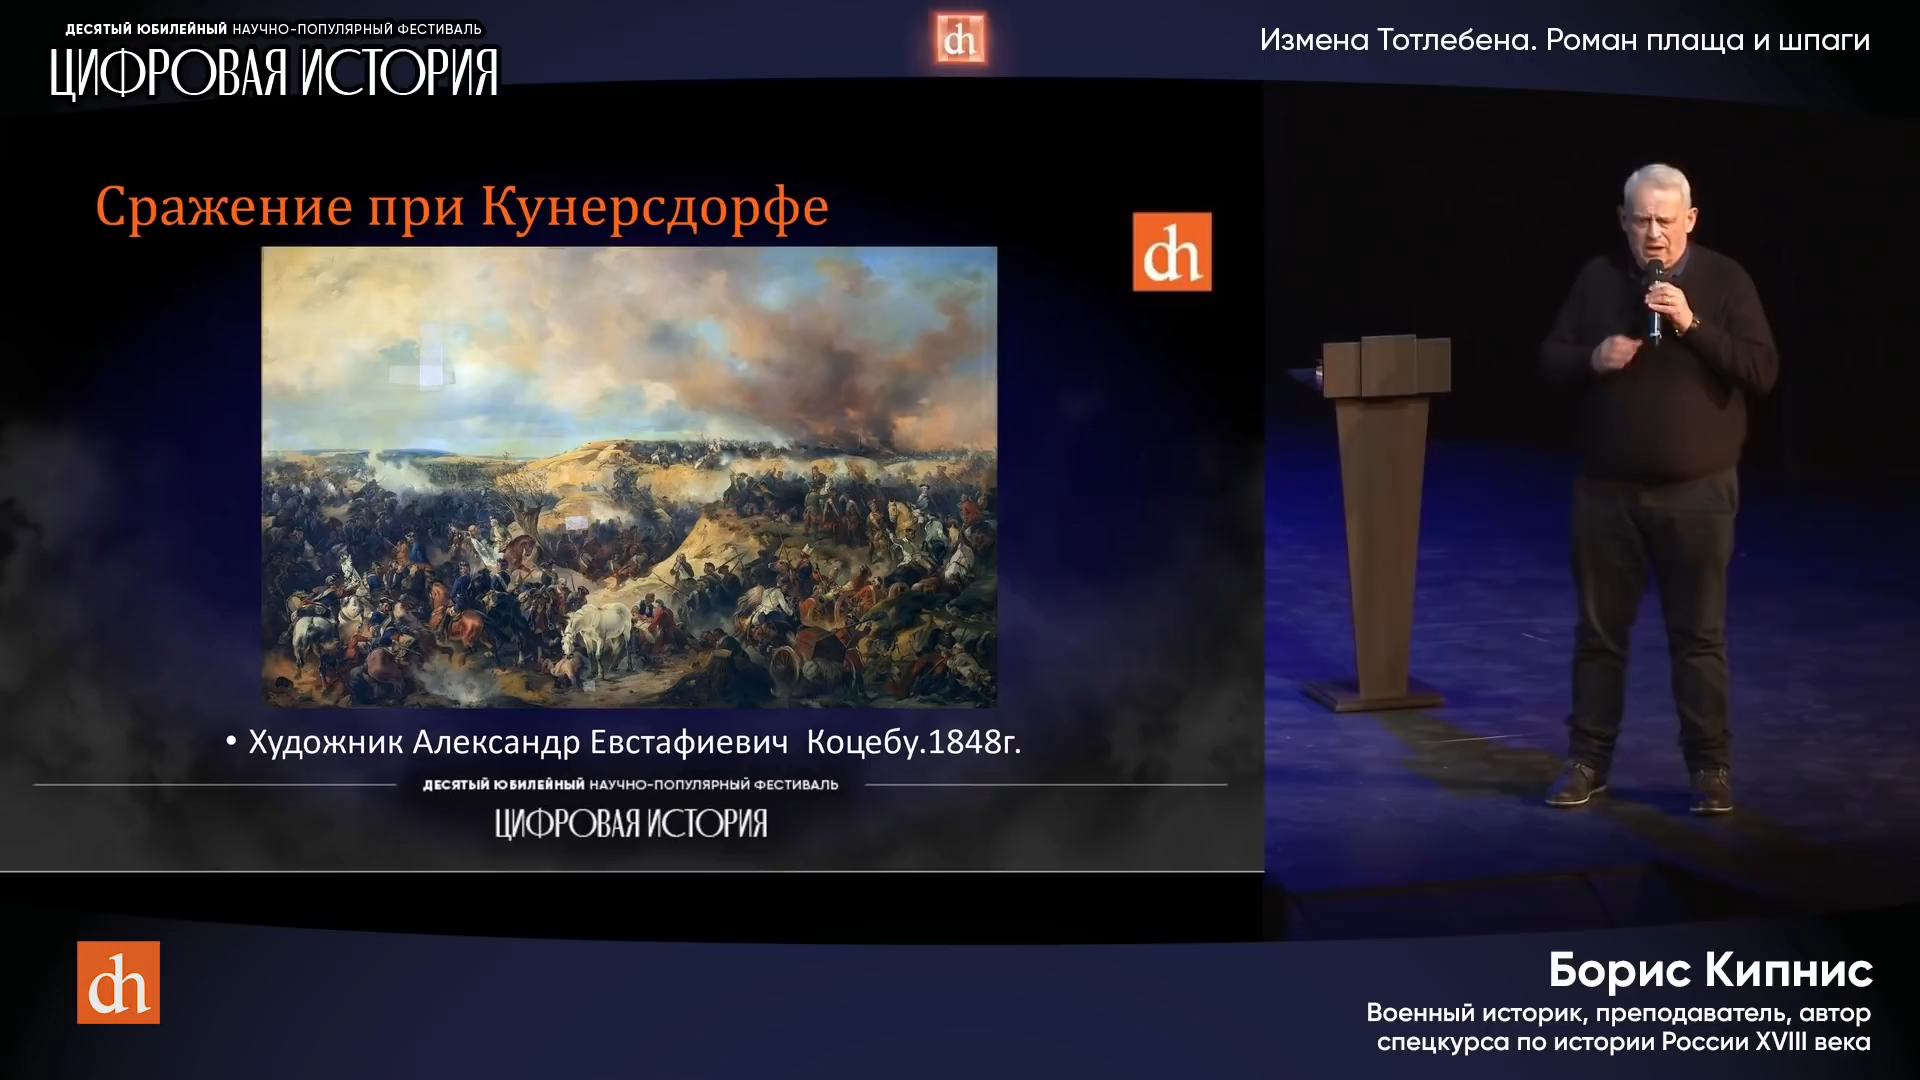 ДЕСЯТЫЙ ЮБИЛЕЙНЫЙ НАУЧНО-ПОПУЛЯРНЫЙ ФЕСТИВАЛЬ
ЦИФРОВАЯ ИСТОРИЯ
dh
Измена Тотлебена. Роман плаща и шпаги
Сражение при Кунерсдорфе
dh
• Художник Александр Евстафиевич Коцебу.1848г.
ДЕСЯТЫЙ ЮБИЛЕЙНЫЙ НАУЧНО-ПОПУЛЯРНЫЙ ФЕСТИВАЛЬ
ЦИФРОВАЯ ИСТОРИЯ
dh
Борис Кипнис
Военный историк, преподаватель, автор
спецкурса по истории России XVIII века